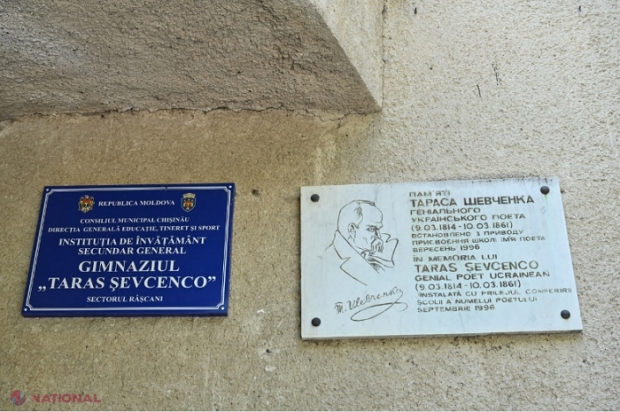 REPUBLICA MOLDOVA
CONSILIUL MUNICIPAL CHIȘINĂU
DIRECȚIA GENERALĂ EDUCAȚIE, TINERET ȘI SPORT
INSTITUȚIA DE ÎNVĂȚĂMÂNT
SECUNDAR GENERAL
GIMNAZIUL
„TARAS ȘEVCENCO”
SECTORUL RÂȘCANI
ПАМ'ЯТІ
ТАРАСА ШЕВЧЕНКА
ГЕНІАЛЬНОГО
УКРАЇНСЬКОГО ПОЕТА
(9.03.1814 - 10.03.1861)
ВСТАНОВЛЕНО З ПРИВОДУ
ПРИСВОЄННЯ ШКОЛІ ІМ'Я ПОЕТА
ВЕРЕСЕНЬ 1996
ÎN MEMORIA LUI
TARAS ȘEVCENCO
GENIAL POET UCRAINEAN
(9.03.1814 - 10.03.1861)
INSTALATĂ CU PRILEJUL CONFERIRII
ȘCOLII A NUMELUI POETULUI
SEPTEMBRIE 1996
Т. Шевченко
NATIONAL